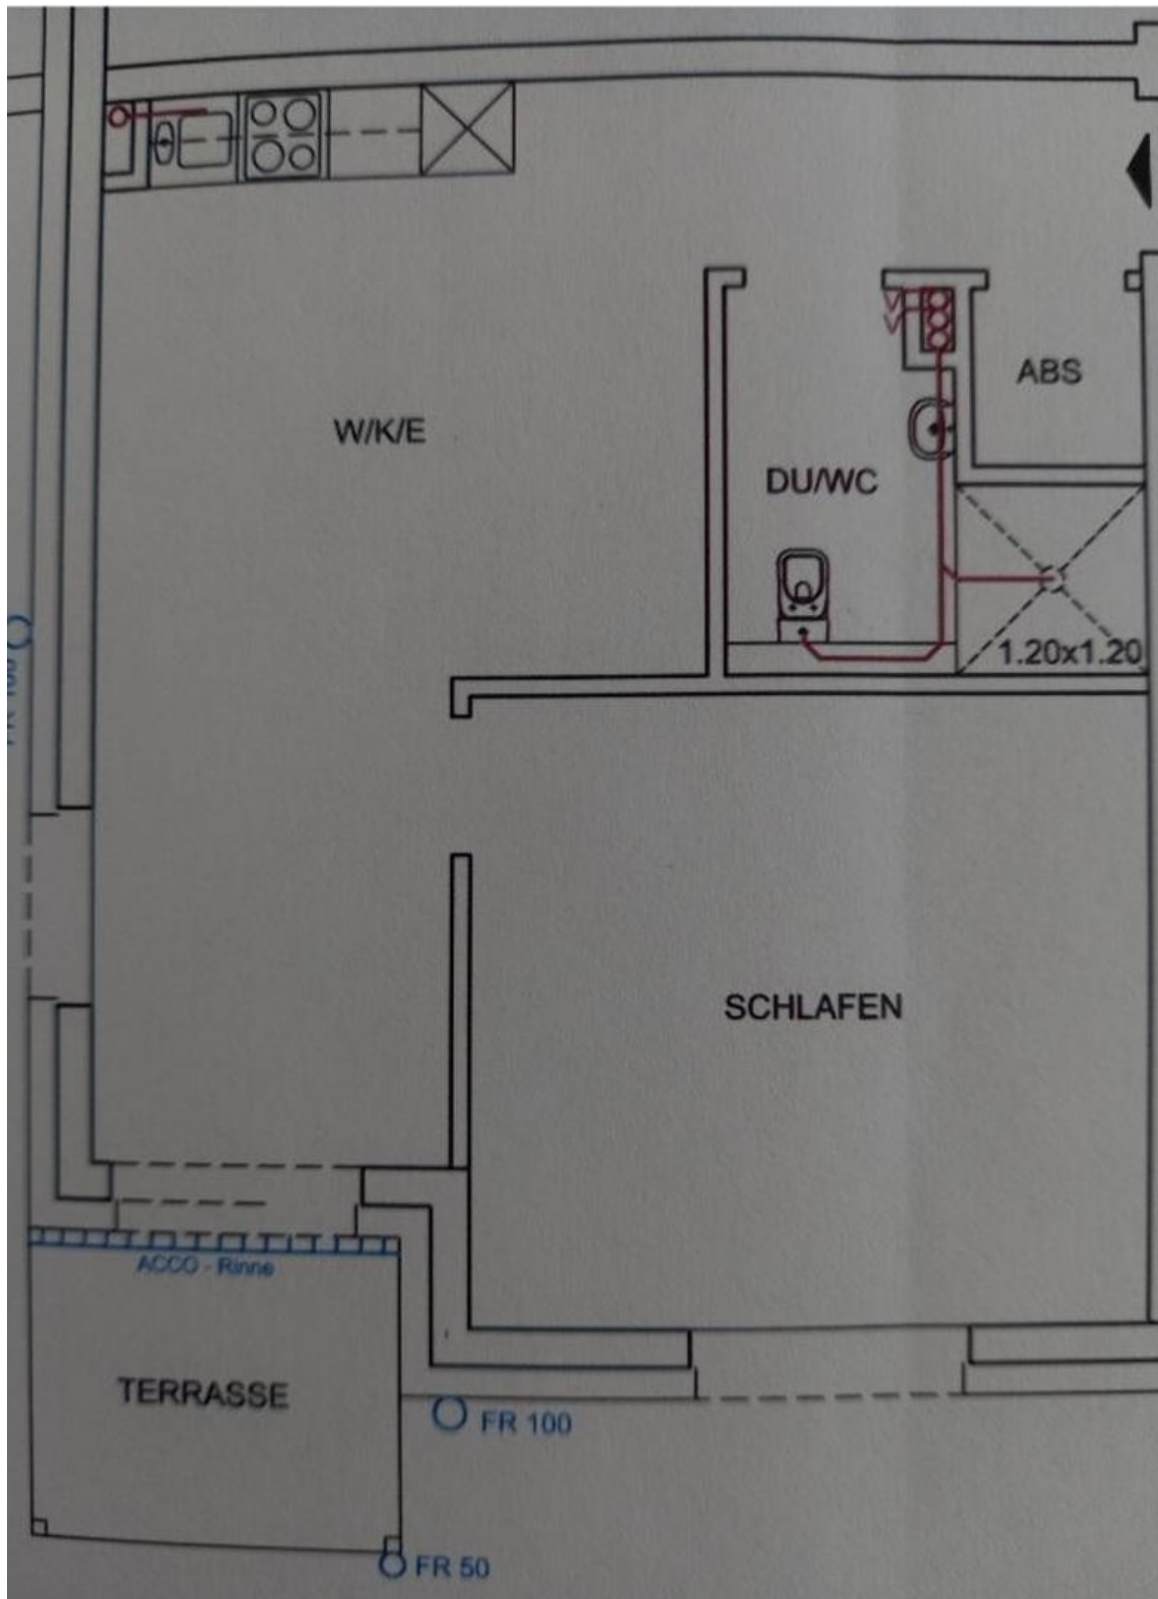 ABS
W/K/E
DU/WC
1.20x1.20
SCHLAFEN
ACCO - Rinne
TERRASSE
FR 100
FR 50